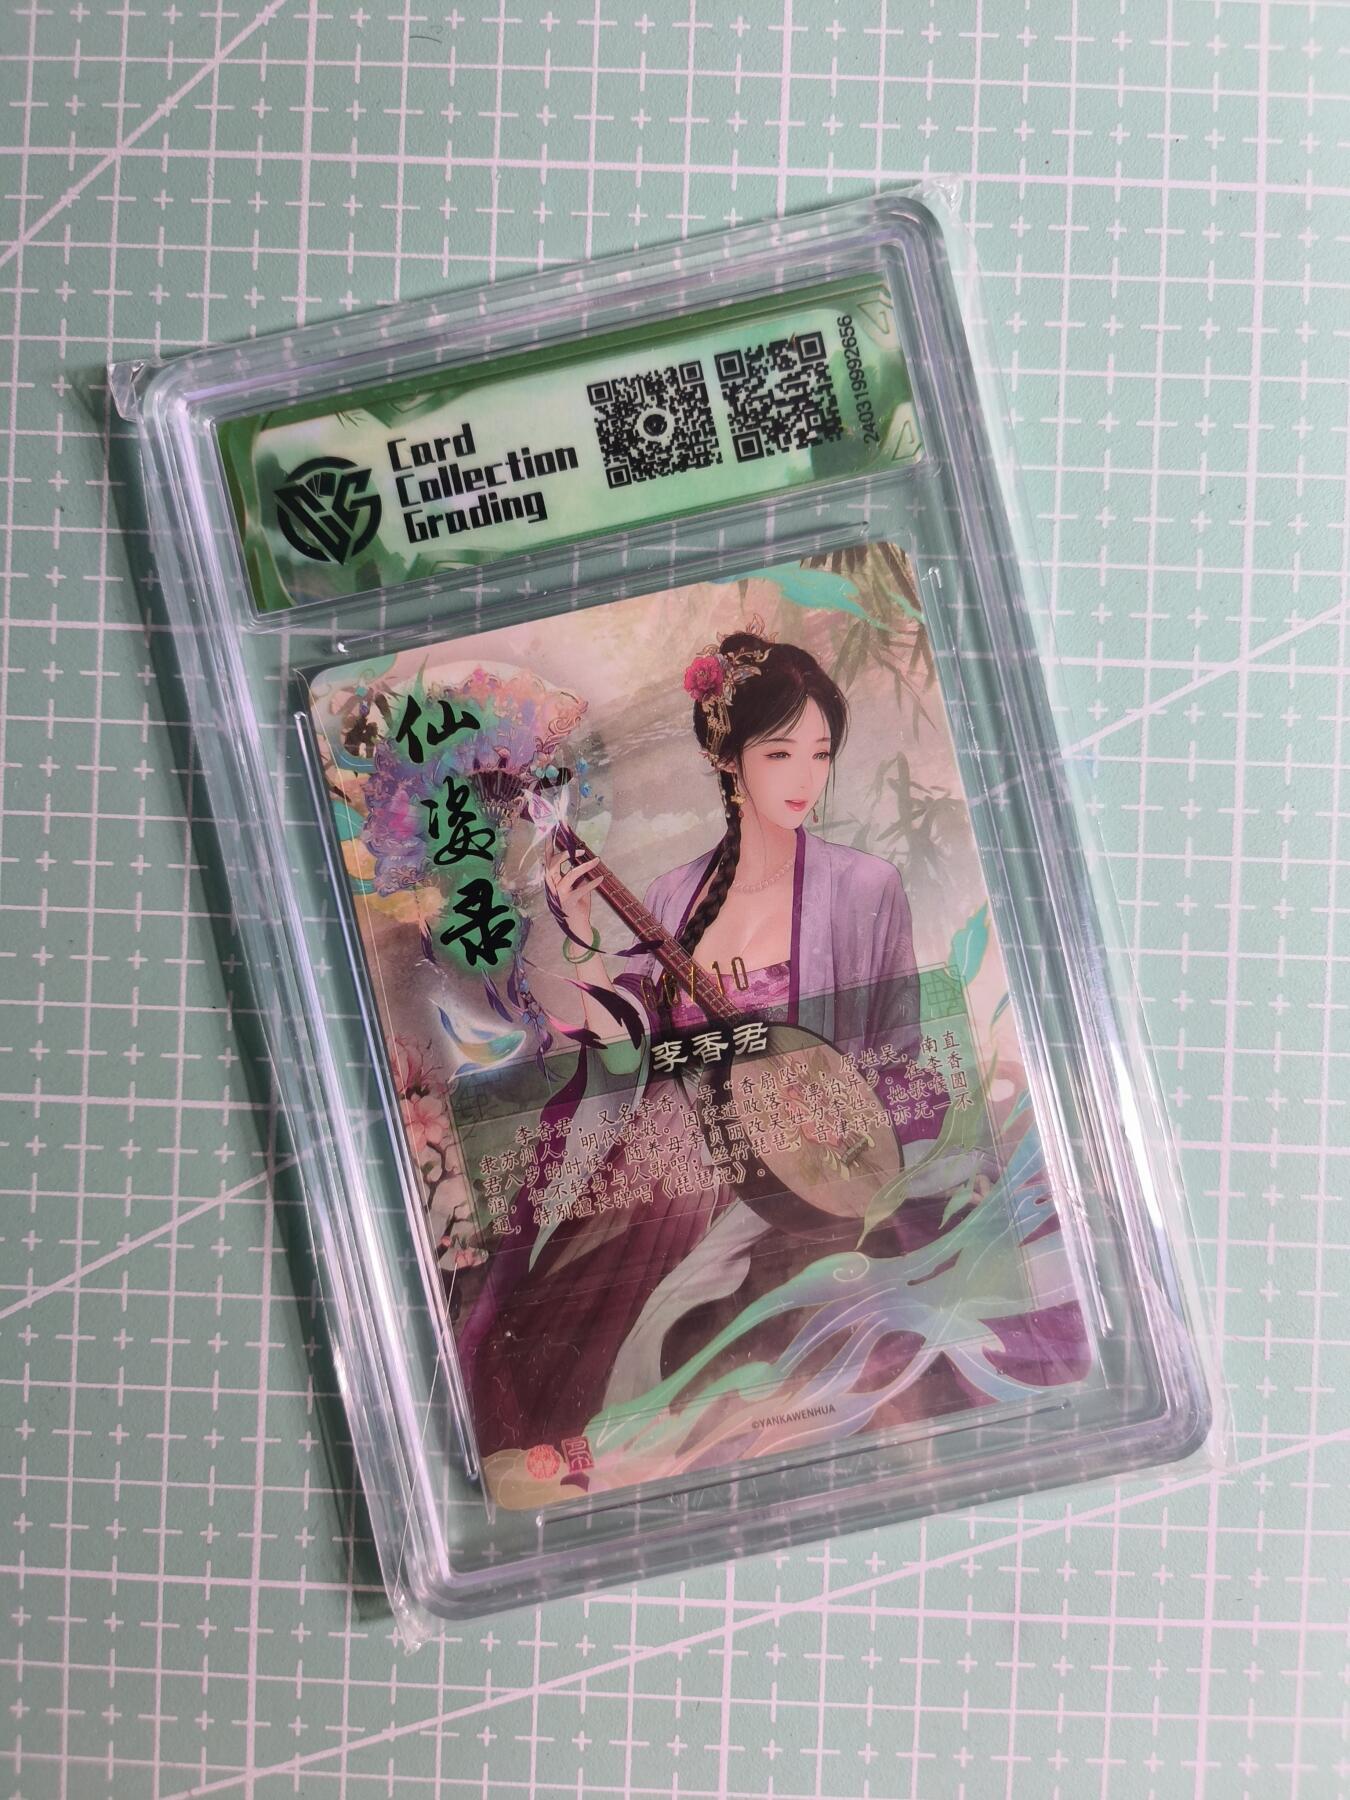 Card
Collection
Grading
240319992656
仙
姿
录
06/10
李香君
李香君，又名李香，号“香扇坠”，原姓吴，南直
隶苏州人。明代歌妓。因家道败落，漂泊异乡。在李香
君八岁的时候，随养母李贞丽改吴姓为李姓。她歌喉圆
润，但不轻易与人歌唱；丝竹琵琶、音律诗词亦无一不
通，特别擅长弹唱《琵琶记》。
©YANKAWENHUA